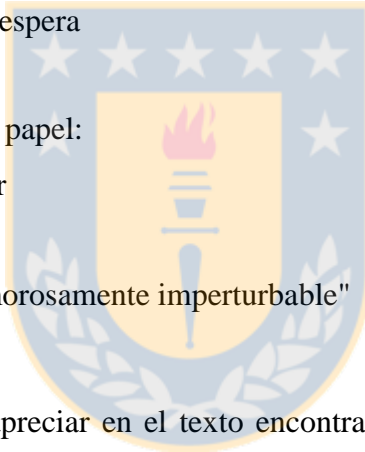 espera
papel:
r
norosamente imperturbable"
preciar en el texto encontra